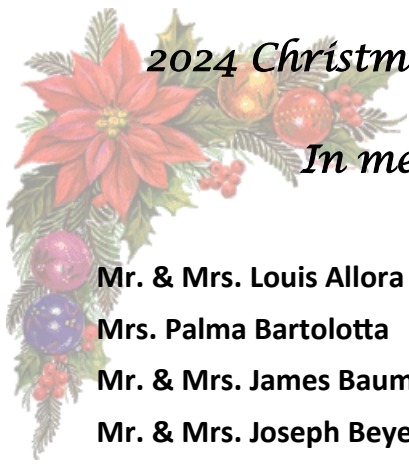 2024 Christm
In me
Mr. & Mrs. Louis Allora
Mrs. Palma Bartolotta
Mr. & Mrs. James Baum
Mr. & Mrs. Joseph Beye